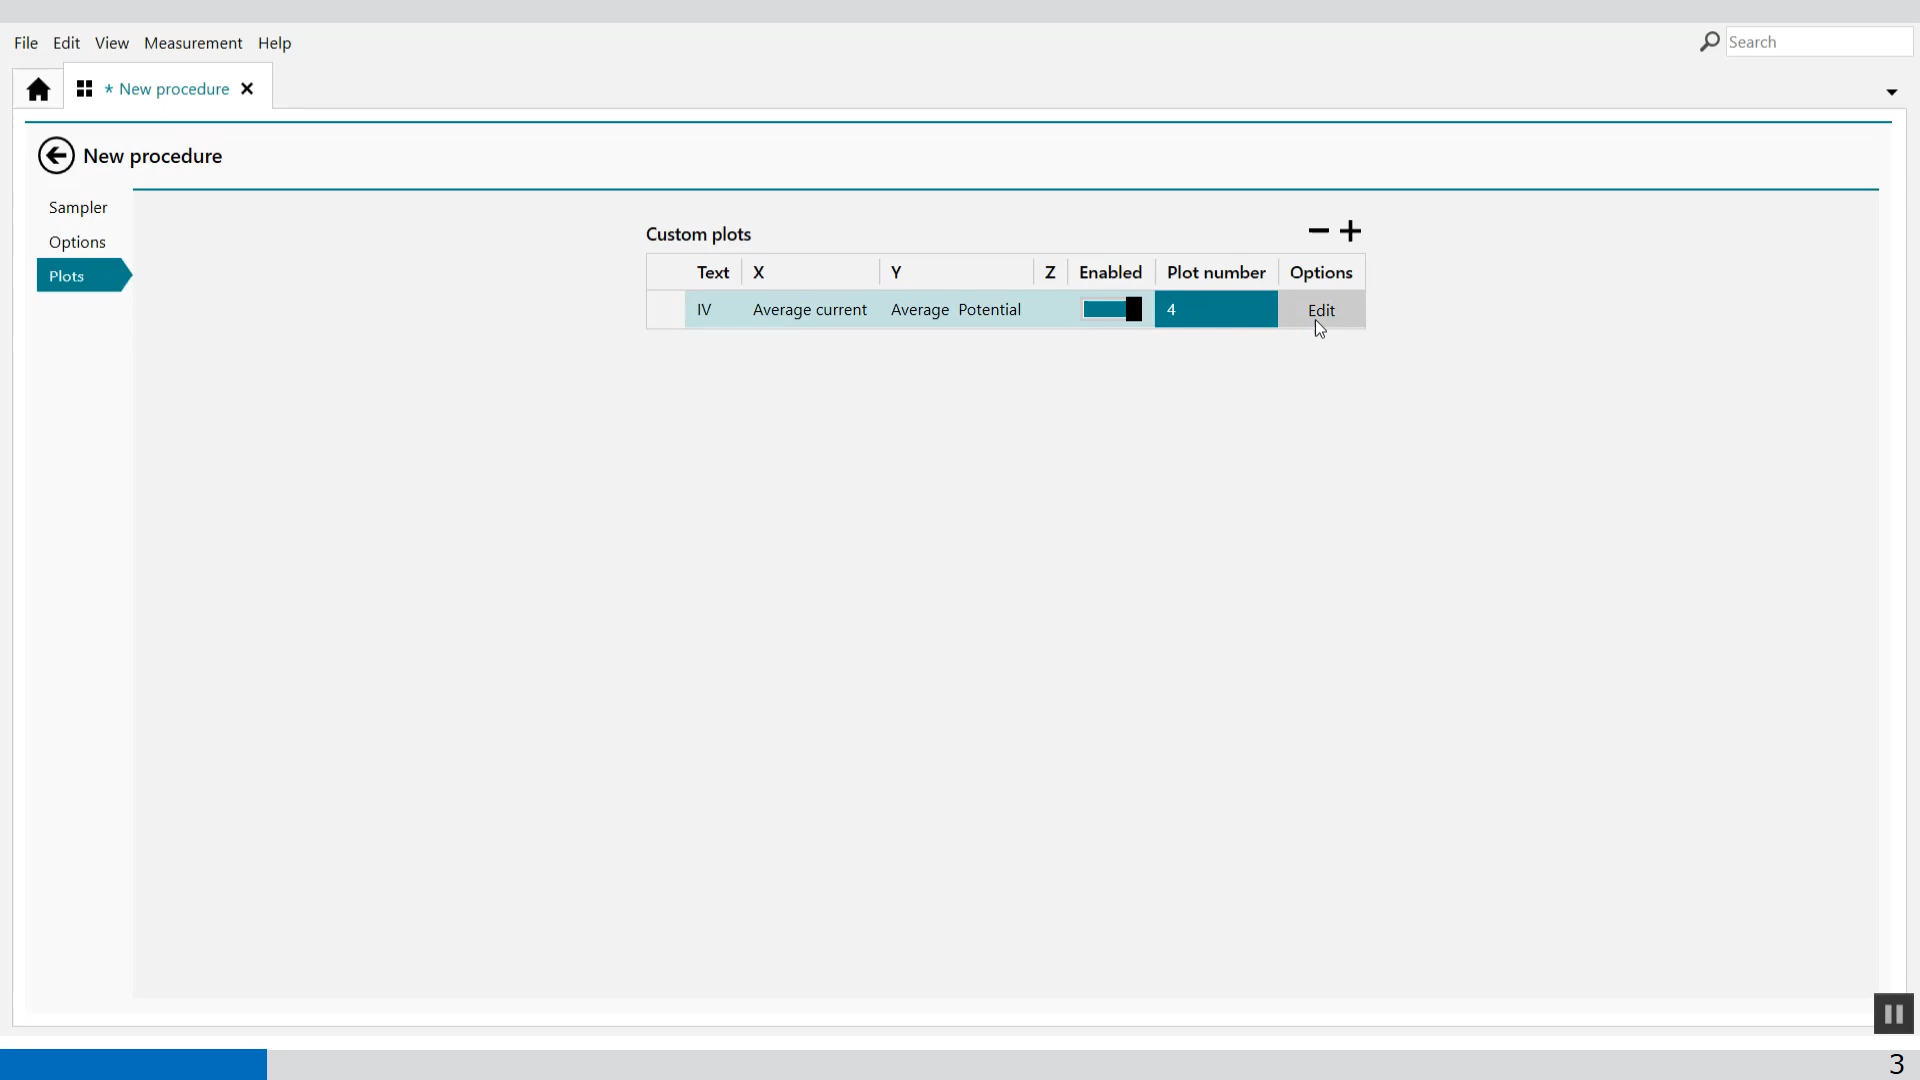 File Edit View Measurement Help Search
* New procedure
New procedure
Sampler
Options
Plots
Custom plots
Text X Y Z Enabled Plot number Options
IV Average current Average Potential 4 Edit
3